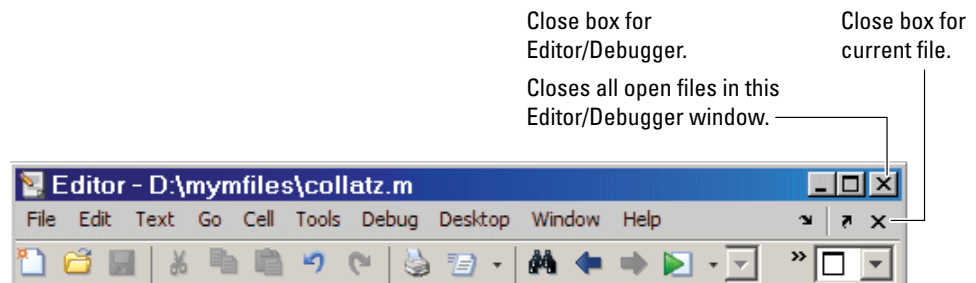 Close box for
Editor/Debugger.
Closes all open files in this
Editor/Debugger window.
Close box for
current file.
Editor - D:\mymfiles\collatz.m
File Edit Text Go Cell Tools Debug Desktop Window Help